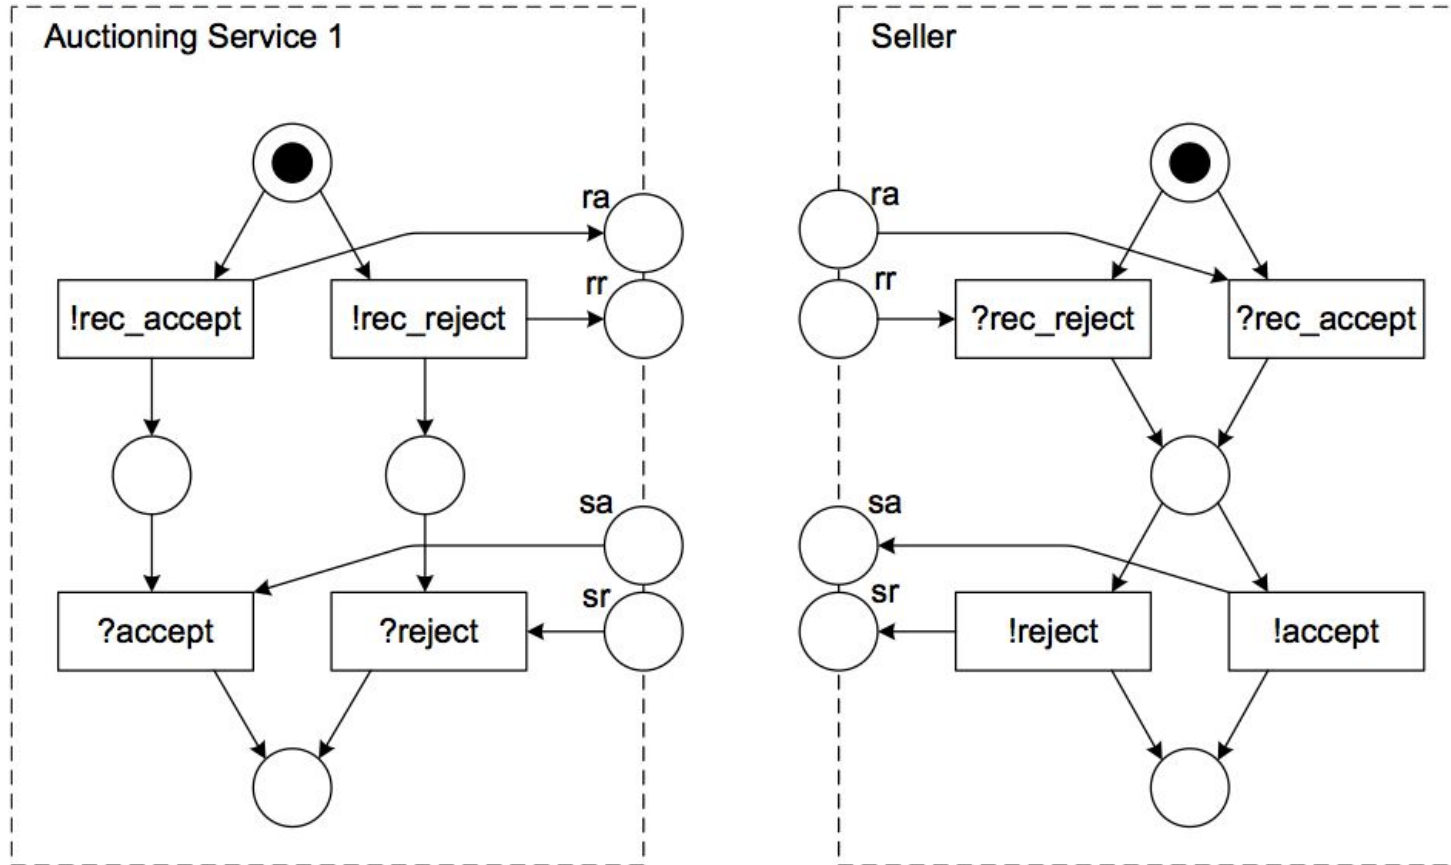 Auctioning Service 1
ra
rr
!rec_accept
!rec_reject
sa
sr
?accept
?reject
Seller
ra
rr
?rec_reject
?rec_accept
sa
sr
!reject
!accept